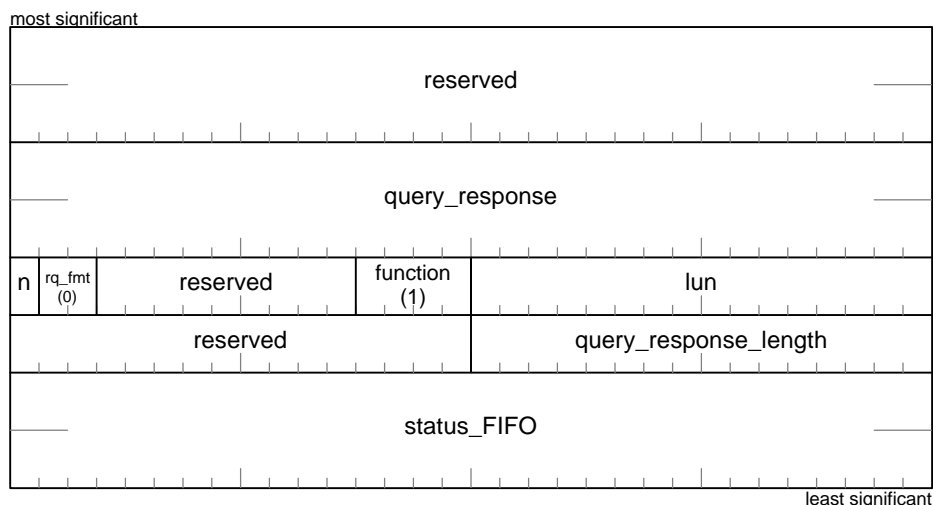 most significant
reserved
query_response
n rq_fmt reserved function lun
(0) (1)
reserved query_response_length
status_FIFO
least significant